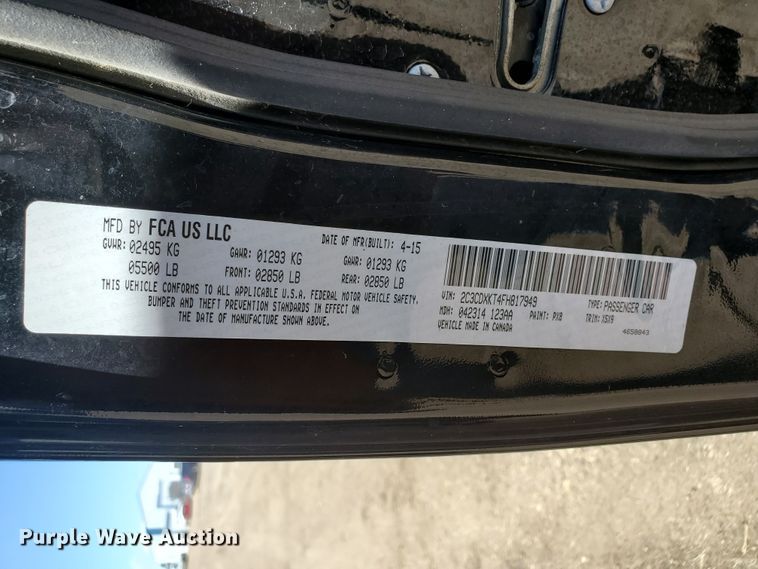 MFD BY FCA US LLC
DATE OF MFR(BUILT): 4-15
GVWR: 02495 KG GAWR: 01293 KG GAWR: 01293 KG
05500 LB FRONT: 02850 LB REAR: 02850 LB
THIS VEHICLE CONFORMS TO ALL APPLICABLE U.S.A. FEDERAL MOTOR VEHICLE SAFETY,
BUMPER AND THEFT PREVENTION STANDARDS IN EFFECT ON
THE DATE OF MANUFACTURE SHOWN ABOVE.
VIN: 2C3CDXKT4FH817949 TYPE: PASSENGER CAR
MDH: 042314 123AA PAINT: PX8 TRIM: X5X9
VEHICLE MADE IN CANADA 4658043
Purple Wave Auction